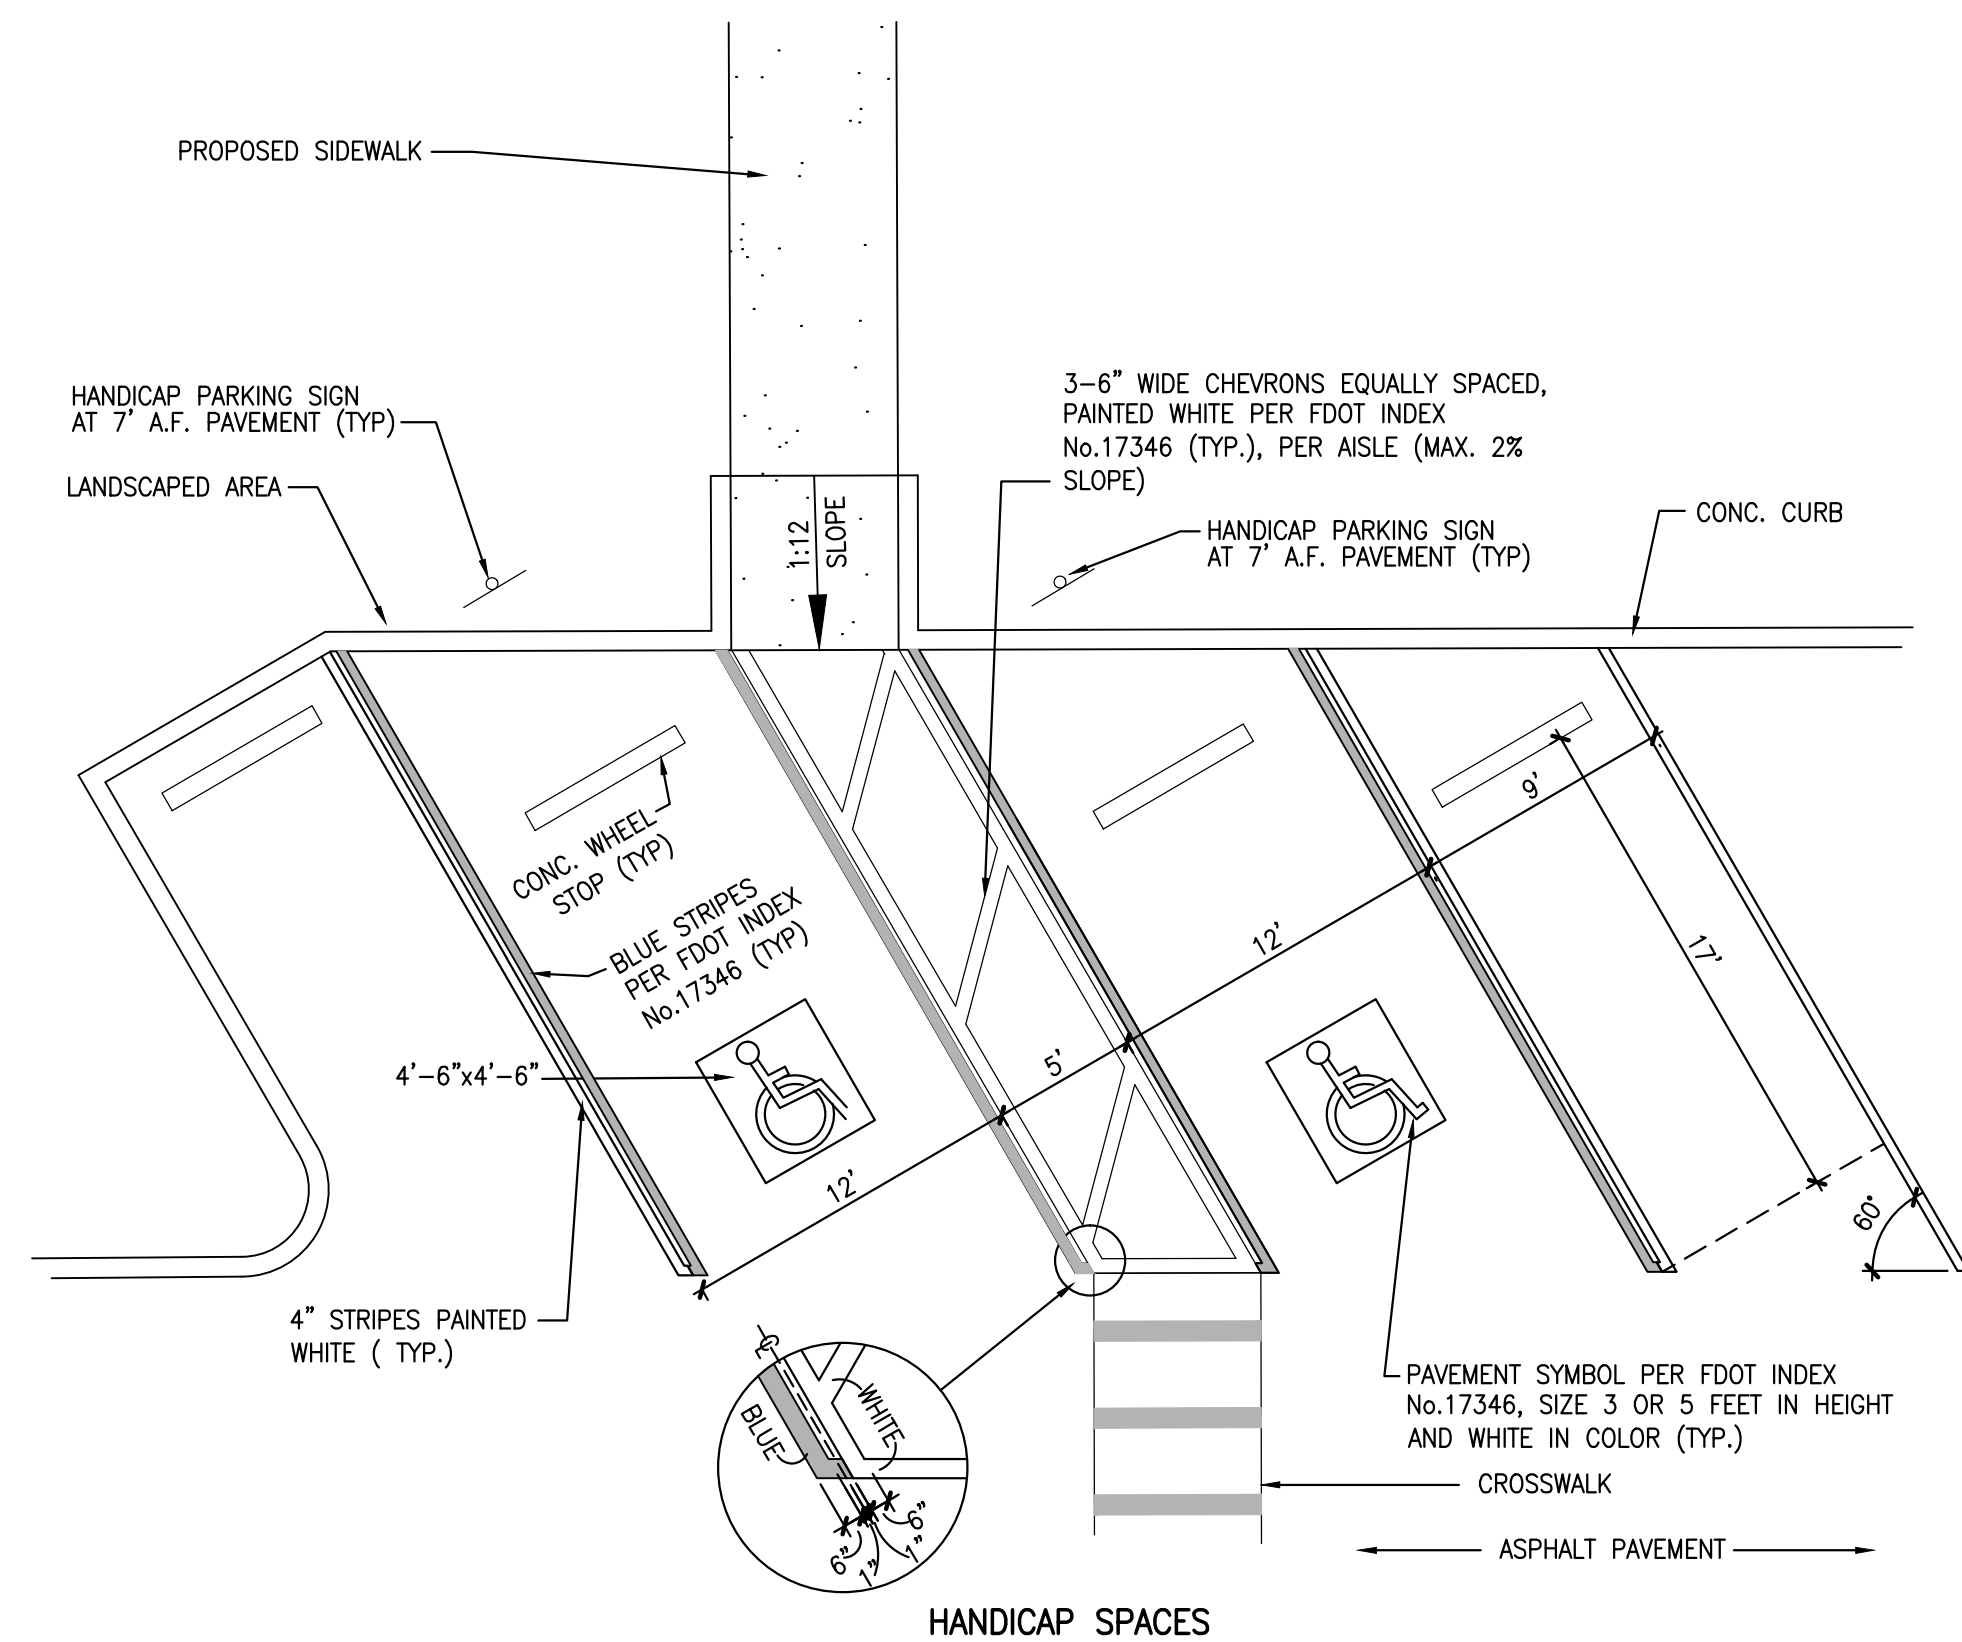 PROPOSED SIDEWALK
HANDICAP PARKING SIGN
AT 7' A.F. PAVEMENT (TYP)
LANDSCAPED AREA
3-6" WIDE CHEVRONS EQUALLY SPACED,
PAINTED WHITE PER FDOT INDEX
No.17346 (TYP.), PER AISLE (MAX. 2%
SLOPE)
HANDICAP PARKING SIGN
AT 7' A.F. PAVEMENT (TYP)
CONC. CURB
1:12
SLOPE
CONC. WHEEL
STOP (TYP)
BLUE STRIPES
PER FDOT INDEX
No.17346 (TYP)
4'-6"x4'-6"
9'
12'
17'
5'
12'
60°
4" STRIPES PAINTED
WHITE ( TYP.)
BLUE
WHITE
6"
1"
1"
6"
PAVEMENT SYMBOL PER FDOT INDEX
No.17346, SIZE 3 OR 5 FEET IN HEIGHT
AND WHITE IN COLOR (TYP.)
CROSSWALK
ASPHALT PAVEMENT
HANDICAP SPACES